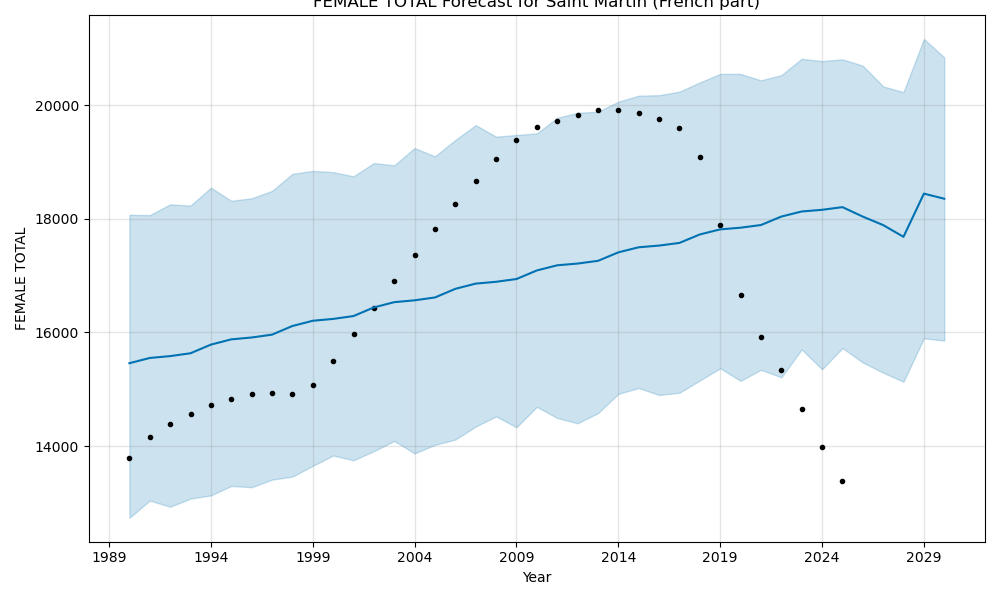 FEMALE TOTAL Forecast for Saint Martin (French part)
20000
18000
16000
14000
FEMALE TOTAL
1989 1994 1999 2004 2009 2014 2019 2024 2029
Year